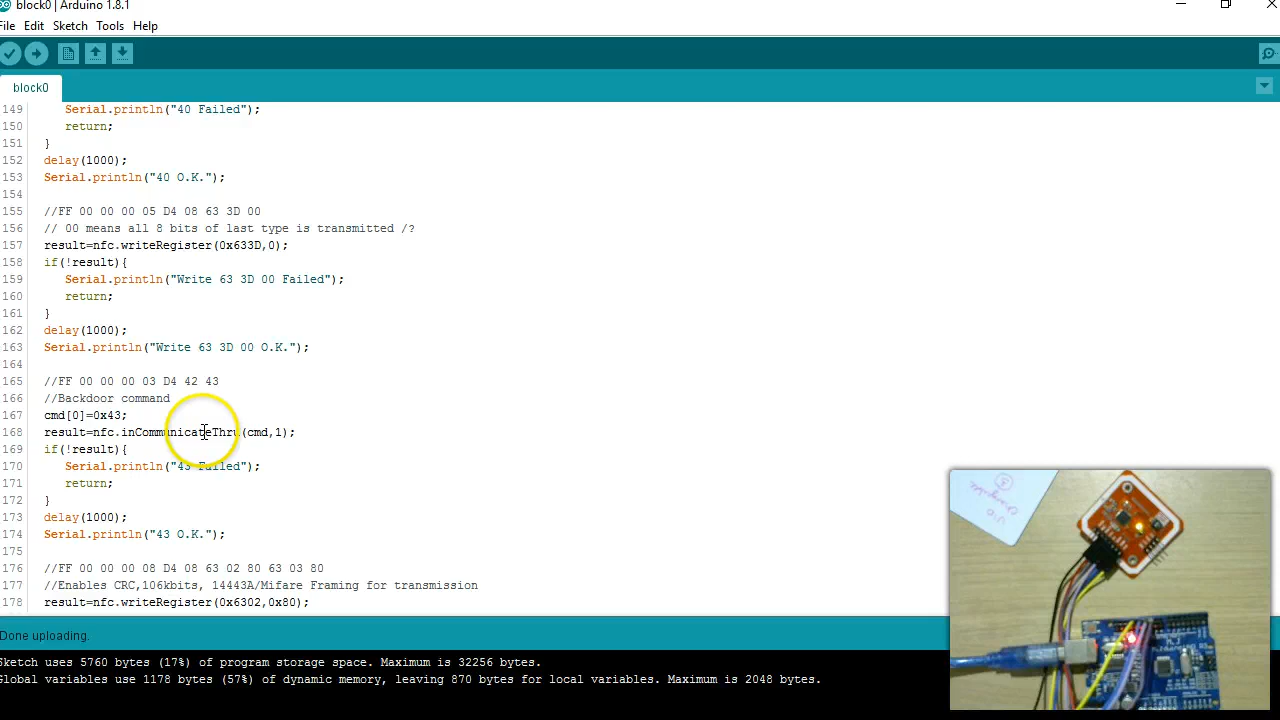 block0 | Arduino 1.8.1
File Edit Sketch Tools Help
block0
149 Serial.println("40 Failed");
150 return;
151 }
152 delay(1000);
153 Serial.println("40 O.K.");
154
155 //FF 00 00 00 05 D4 08 63 3D 00
156 // 00 means all 8 bits of last type is transmitted /?
157 result=nfc.writeRegister(0x633D,0);
158 if(!result){
159 Serial.println("Write 63 3D 00 Failed");
160 return;
161 }
162 delay(1000);
163 Serial.println("Write 63 3D 00 O.K.");
164
165 //FF 00 00 00 03 D4 42 43
166 //Backdoor command
167 cmd[0]=0x43;
168 result=nfc.inCommunicateThru(cmd,1);
169 if(!result){
170 Serial.println("43 Failed");
171 return;
172 }
173 delay(1000);
174 Serial.println("43 O.K.");
175
176 //FF 00 00 00 08 D4 08 63 02 80 63 03 80
177 //Enables CRC,106kbits, 14443A/Mifare Framing for transmission
178 result=nfc.writeRegister(0x6302,0x80);
Done uploading.
Sketch uses 5760 bytes (17%) of program storage space. Maximum is 32256 bytes.
Global variables use 1178 bytes (57%) of dynamic memory, leaving 870 bytes for local variables. Maximum is 2048 bytes.
UID
changeable